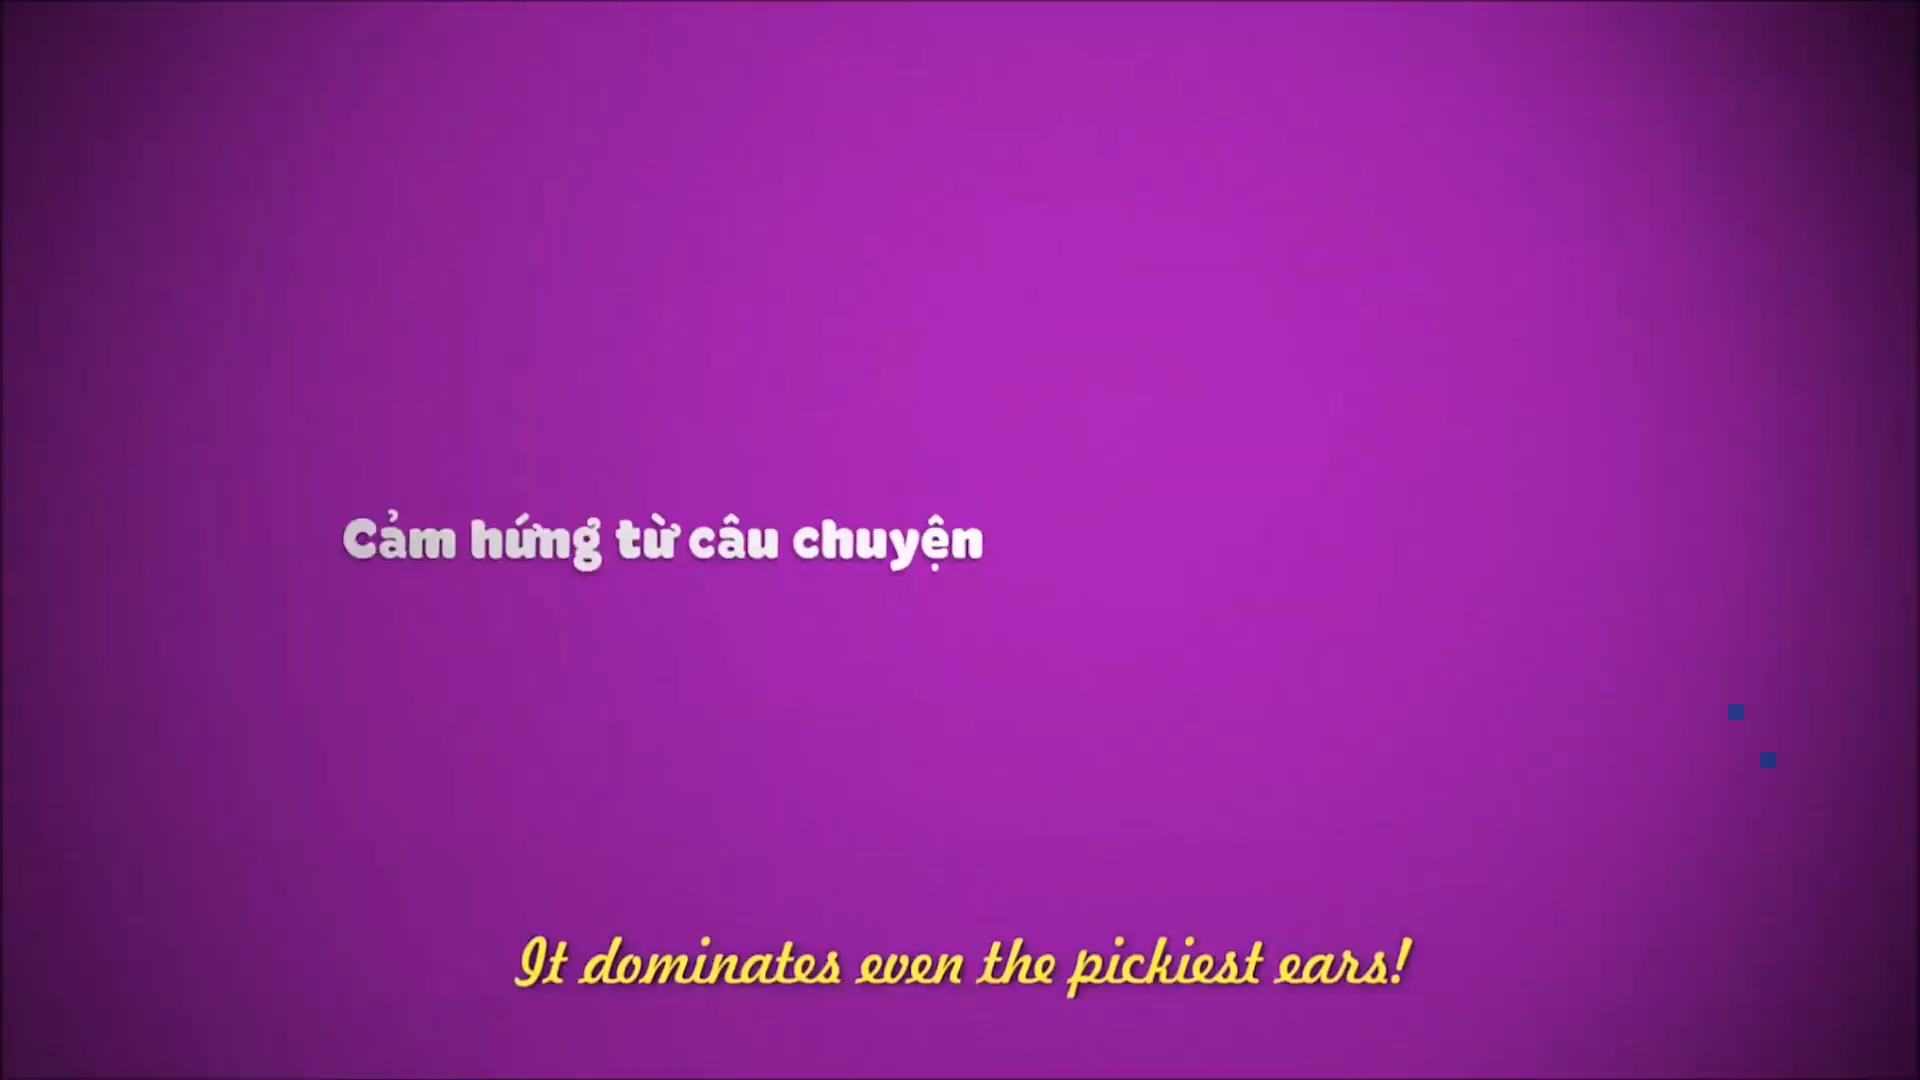 Cảm hứng từ câu chuyện
It dominates even the pickiest ears!